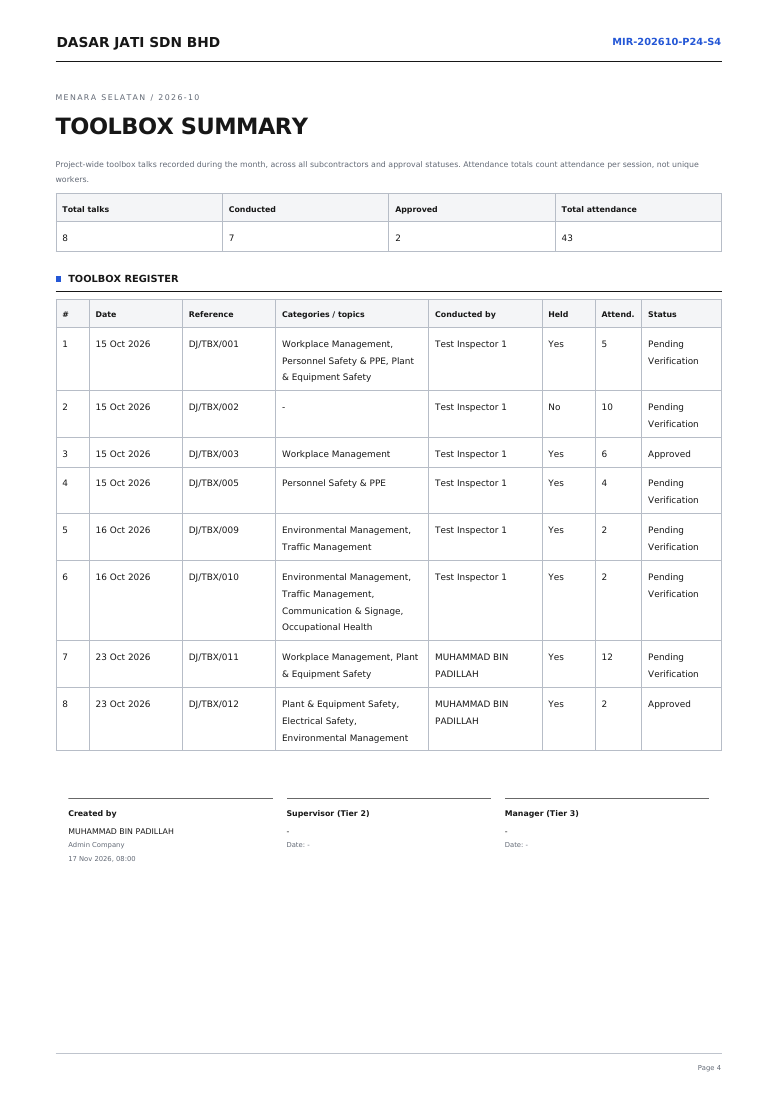 DASAR JATI SDN BHD
MIR-202610-P24-S4
MENARA SELATAN / 2026-10
TOOLBOX SUMMARY
Project-wide toolbox talks recorded during the month, across all subcontractors and approval statuses. Attendance totals count attendance per session, not unique
workers.
Total talks Conducted Approved Total attendance
8 7 2 43
TOOLBOX REGISTER
# Date Reference Categories / topics Conducted by Held Attend. Status
1 15 Oct 2026 DJ/TBX/001 Workplace Management, Test Inspector 1 Yes 5 Pending
Personnel Safety & PPE, Plant Verification
& Equipment Safety
2 15 Oct 2026 DJ/TBX/002 - Test Inspector 1 No 10 Pending
Verification
3 15 Oct 2026 DJ/TBX/003 Workplace Management Test Inspector 1 Yes 6 Approved
4 15 Oct 2026 DJ/TBX/005 Personnel Safety & PPE Test Inspector 1 Yes 4 Pending
Verification
5 16 Oct 2026 DJ/TBX/009 Environmental Management, Test Inspector 1 Yes 2 Pending
Traffic Management Verification
6 16 Oct 2026 DJ/TBX/010 Environmental Management, Test Inspector 1 Yes 2 Pending
Traffic Management, Verification
Communication & Signage,
Occupational Health
7 23 Oct 2026 DJ/TBX/011 Workplace Management, Plant MUHAMMAD BIN Yes 12 Pending
& Equipment Safety PADILLAH Verification
8 23 Oct 2026 DJ/TBX/012 Plant & Equipment Safety, MUHAMMAD BIN Yes 2 Approved
Electrical Safety, PADILLAH
Environmental Management
Created by Supervisor (Tier 2) Manager (Tier 3)
MUHAMMAD BIN PADILLAH - -
Admin Company Date: - Date: -
17 Nov 2026, 08:00
Page 4